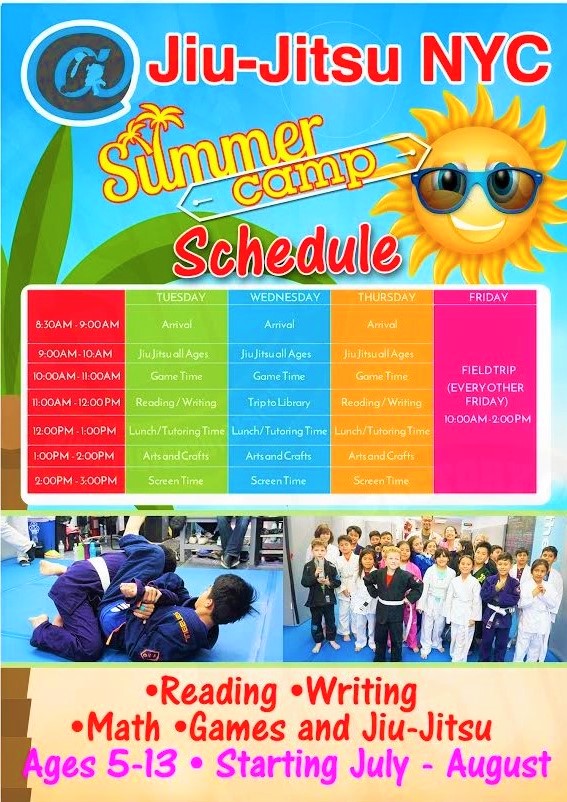 Jiu-Jitsu NYC
Summer
camp
Schedule
TUESDAY WEDNESDAY THURSDAY FRIDAY
8:30AM - 9:00AM Arrival Arrival Arrival
9:00AM - 10:AM Jiu Jitsu all Ages Jiu Jitsu all Ages Jiu Jitsu all Ages
10:00AM - 11:00AM Game Time Game Time Game Time
11:00AM - 12:00PM Reading / Writing Trip to Library Reading / Writing
12:00PM - 1:00PM Lunch/Tutoring Time Lunch/Tutoring Time Lunch/Tutoring Time
1:00PM - 2:00PM Arts and Crafts Arts and Crafts Arts and Crafts
2:00PM - 3:00PM Screen Time Screen Time Screen Time
FIELD TRIP
(EVERY OTHER
FRIDAY)
10:00AM-2:00PM
•Reading •Writing
•Math •Games and Jiu-Jitsu
Ages 5-13 • Starting July - August